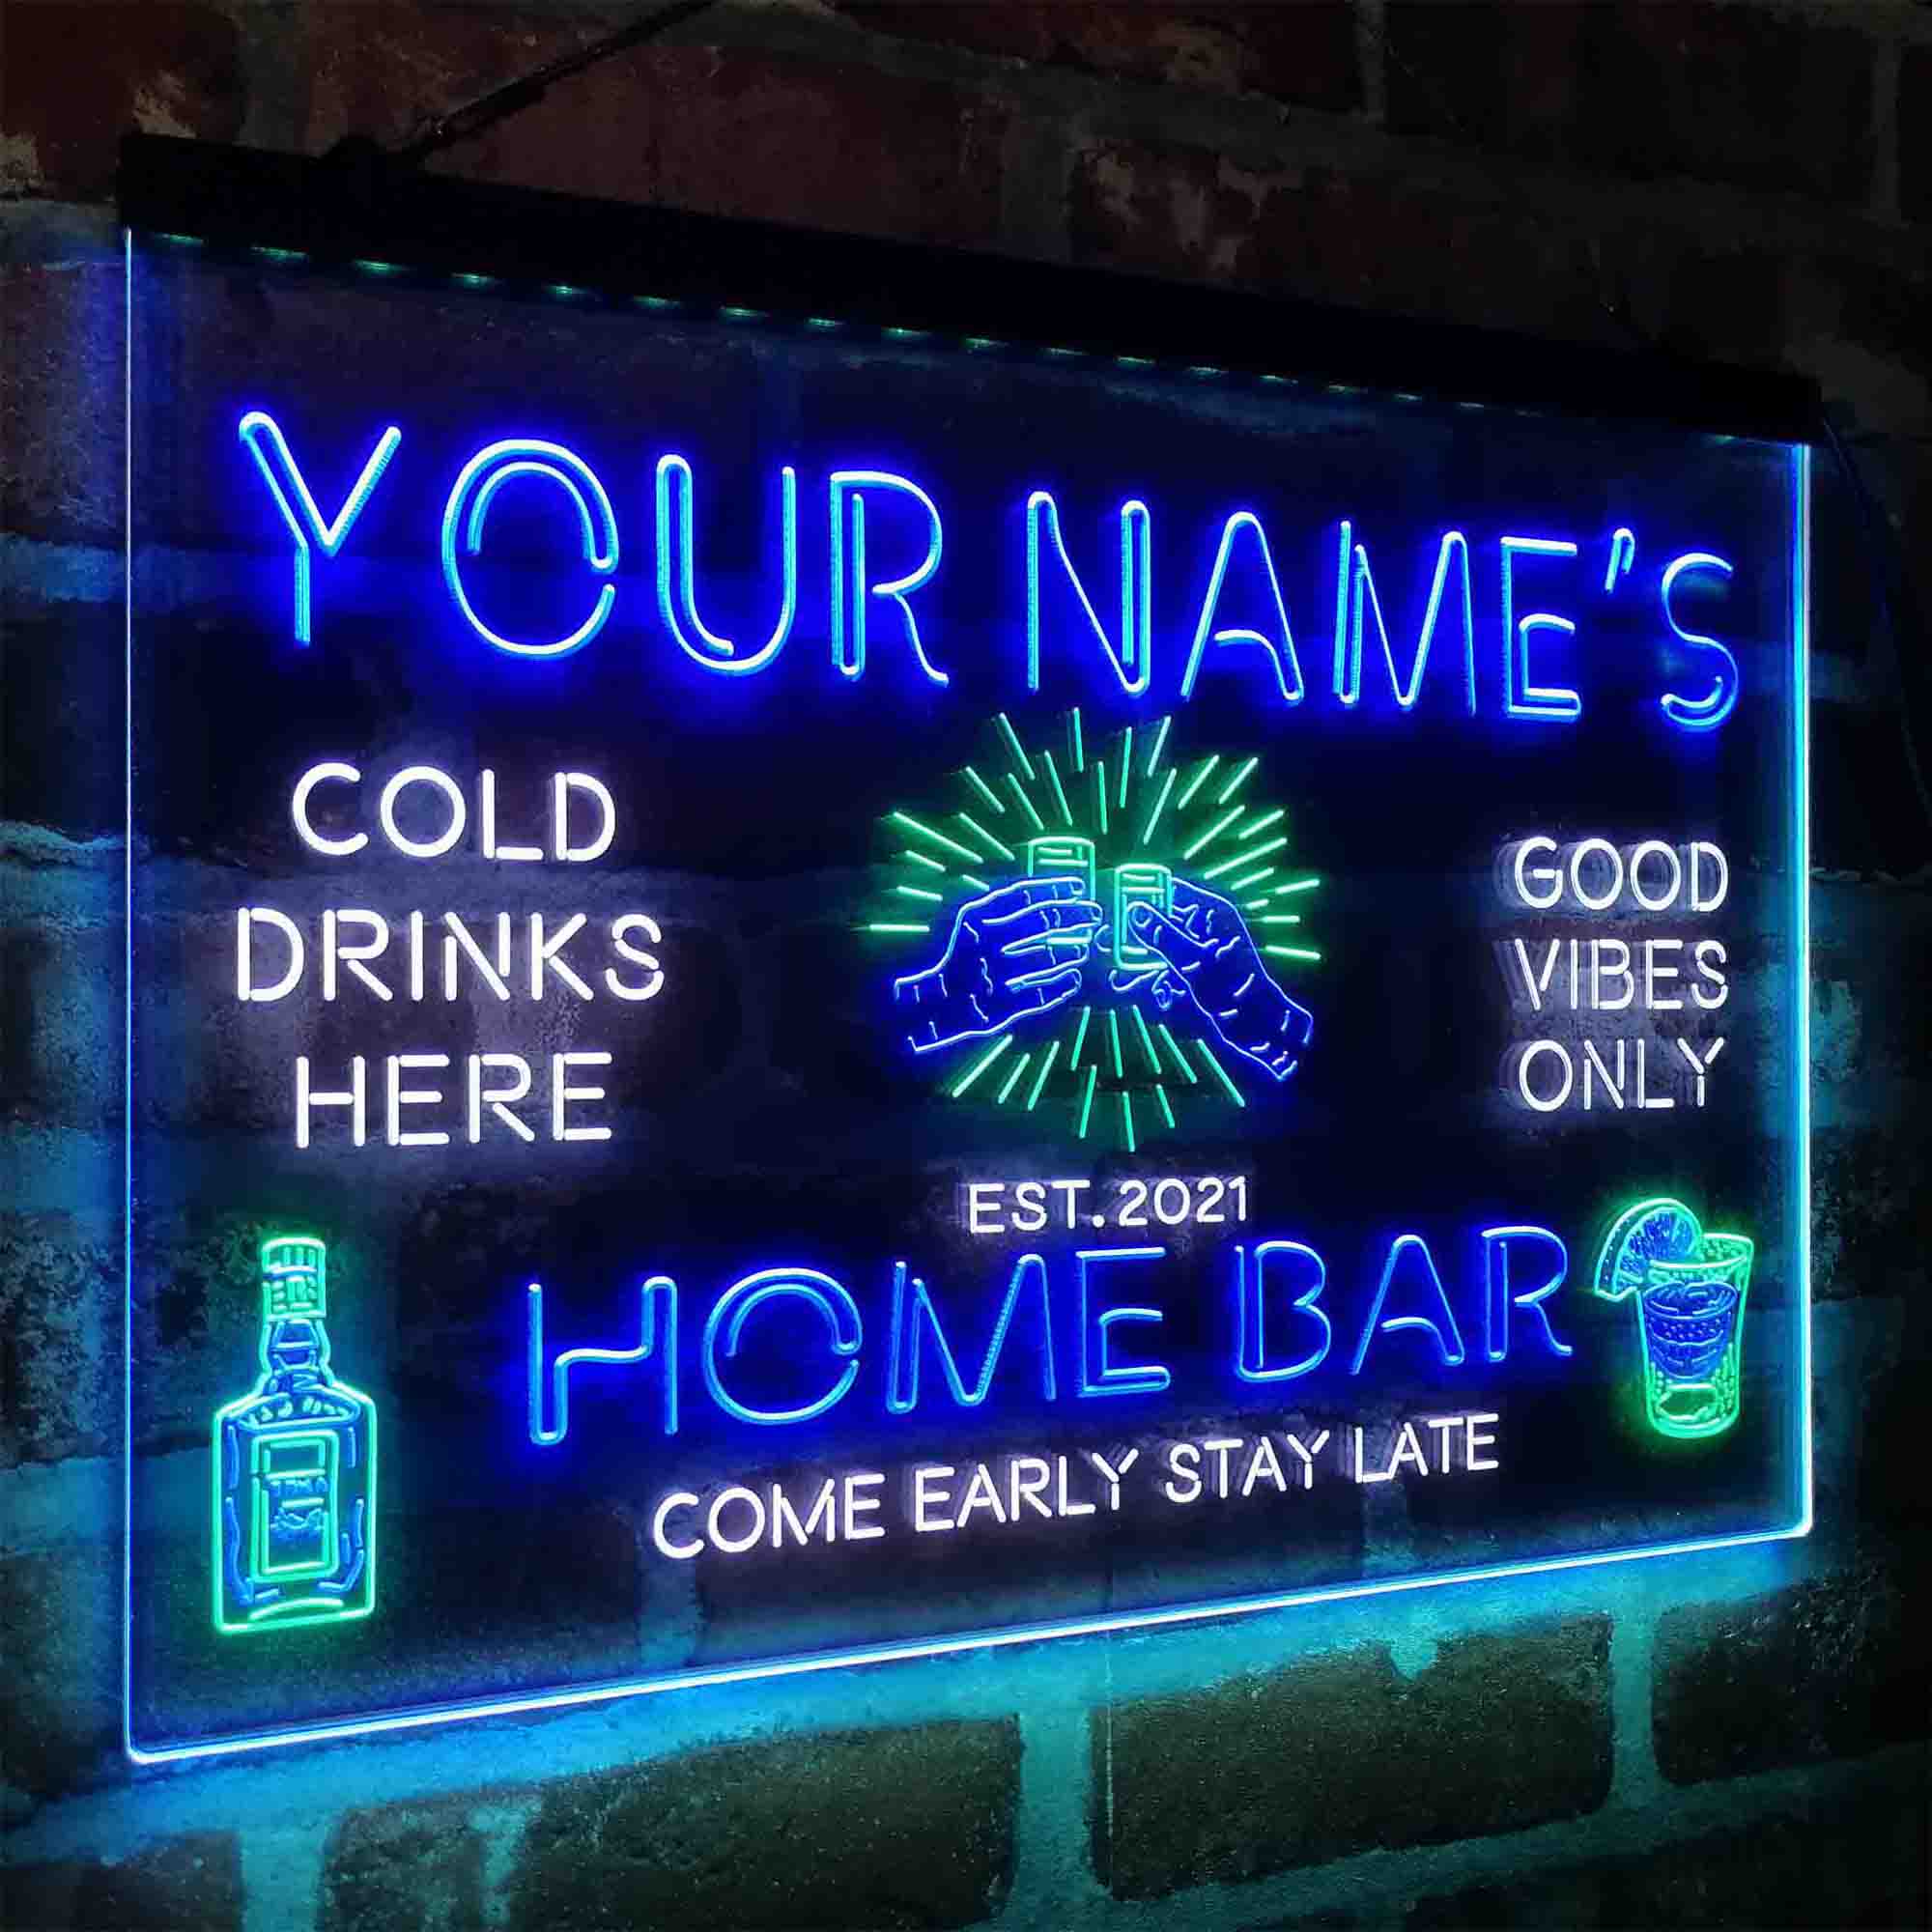 YOUR NAME'S
COLD
DRINKS
HERE
GOOD
VIBES
ONLY
EST.2021
HOME BAR
COME EARLY STAY LATE